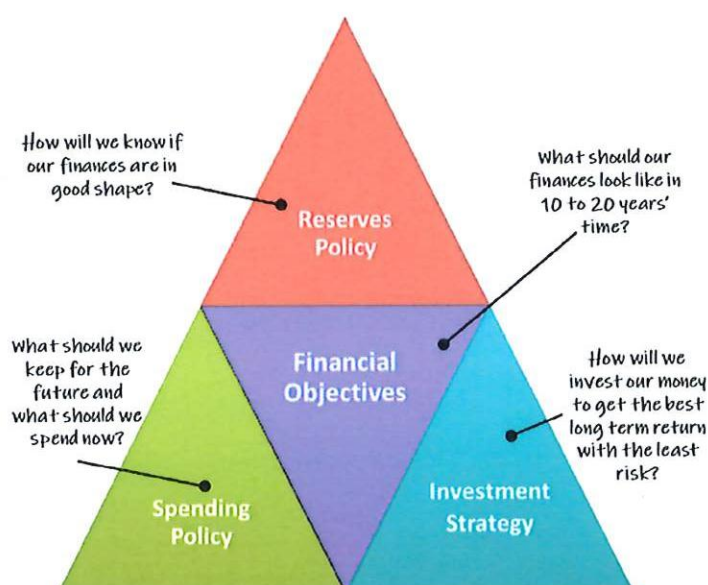 How will we know if
our finances are in
good shape?
What should our
finances look like in
10 to 20 years'
time?
Reserves
Policy
What should we
keep for the
future and
what should we
spend now?
Financial
Objectives
How will we
invest our money
to get the best
long term return
with the least
risk?
Spending
Policy
Investment
Strategy